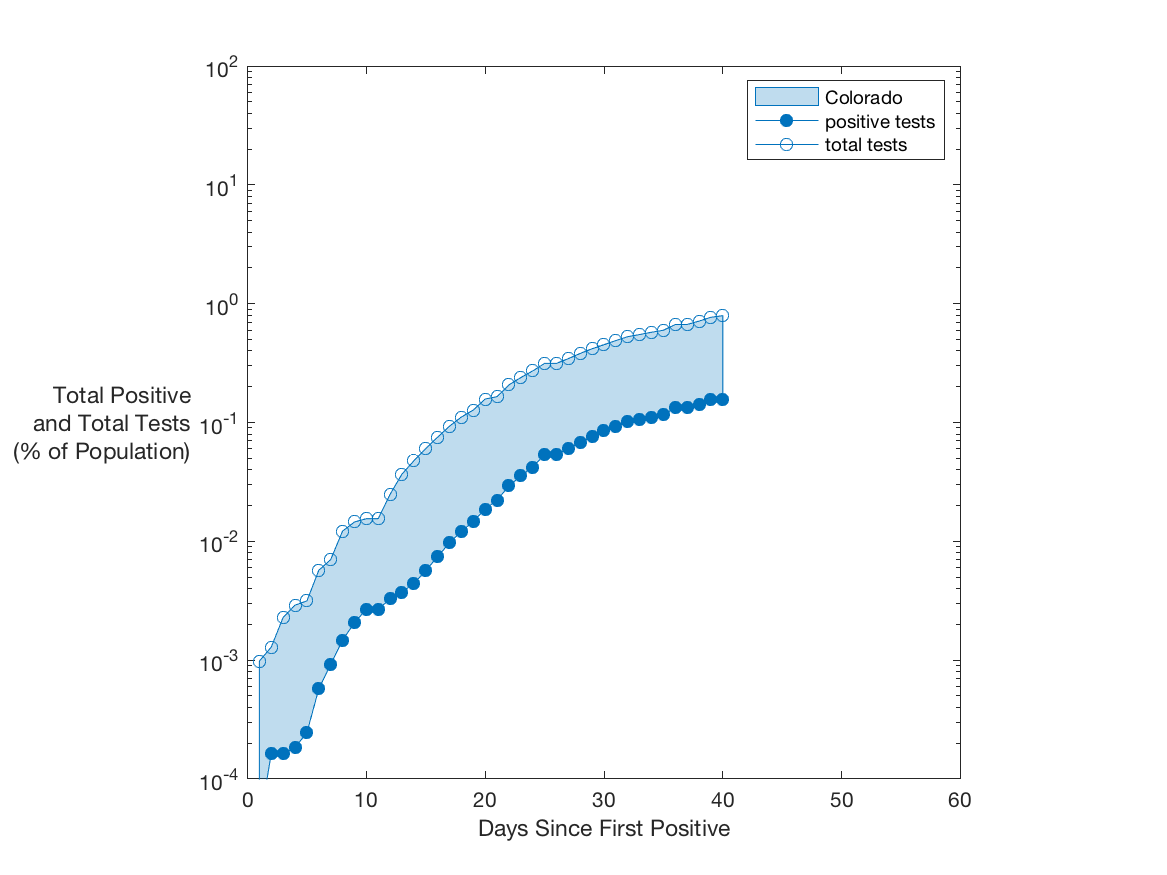 10^2
10^1
10^0
10^-1
10^-2
10^-3
10^-4
Total Positive
and Total Tests
(% of Population)
Colorado
positive tests
total tests
0 10 20 30 40 50 60
Days Since First Positive